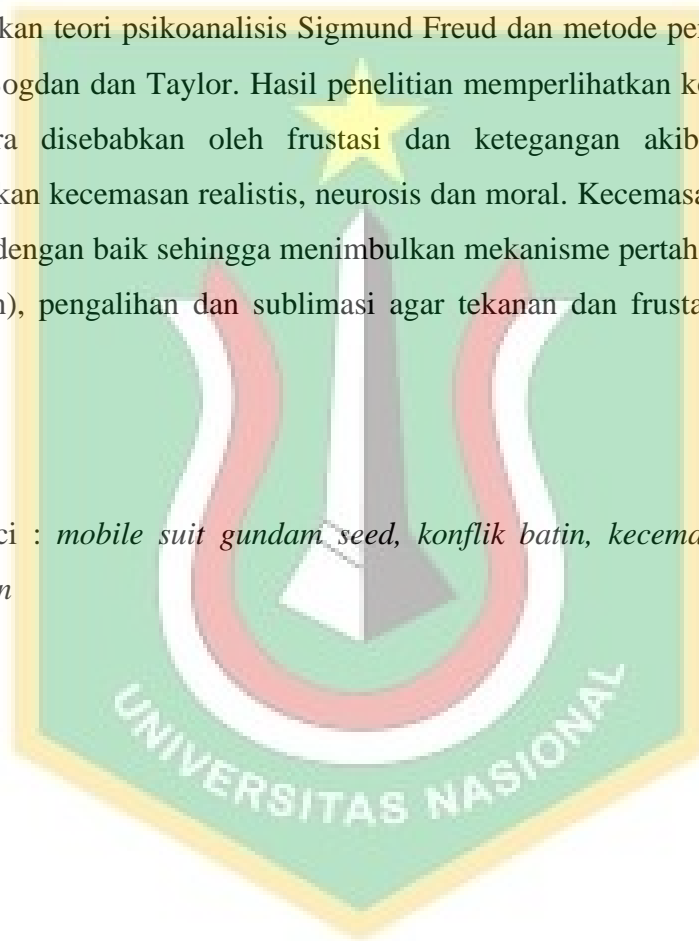 kan teori psikoanalisis Sigmund Freud dan metode pe
ogdan dan Taylor. Hasil penelitian memperlihatkan k
ra disebabkan oleh frustasi dan ketegangan akib
kan kecemasan realistis, neurosis dan moral. Kecemasa
dengan baik sehingga menimbulkan mekanisme pertah
n), pengalihan dan sublimasi agar tekanan dan frusta
ci : mobile suit gundam seed, konflik batin, kecema
n
UNIVERSITAS NASIONAL